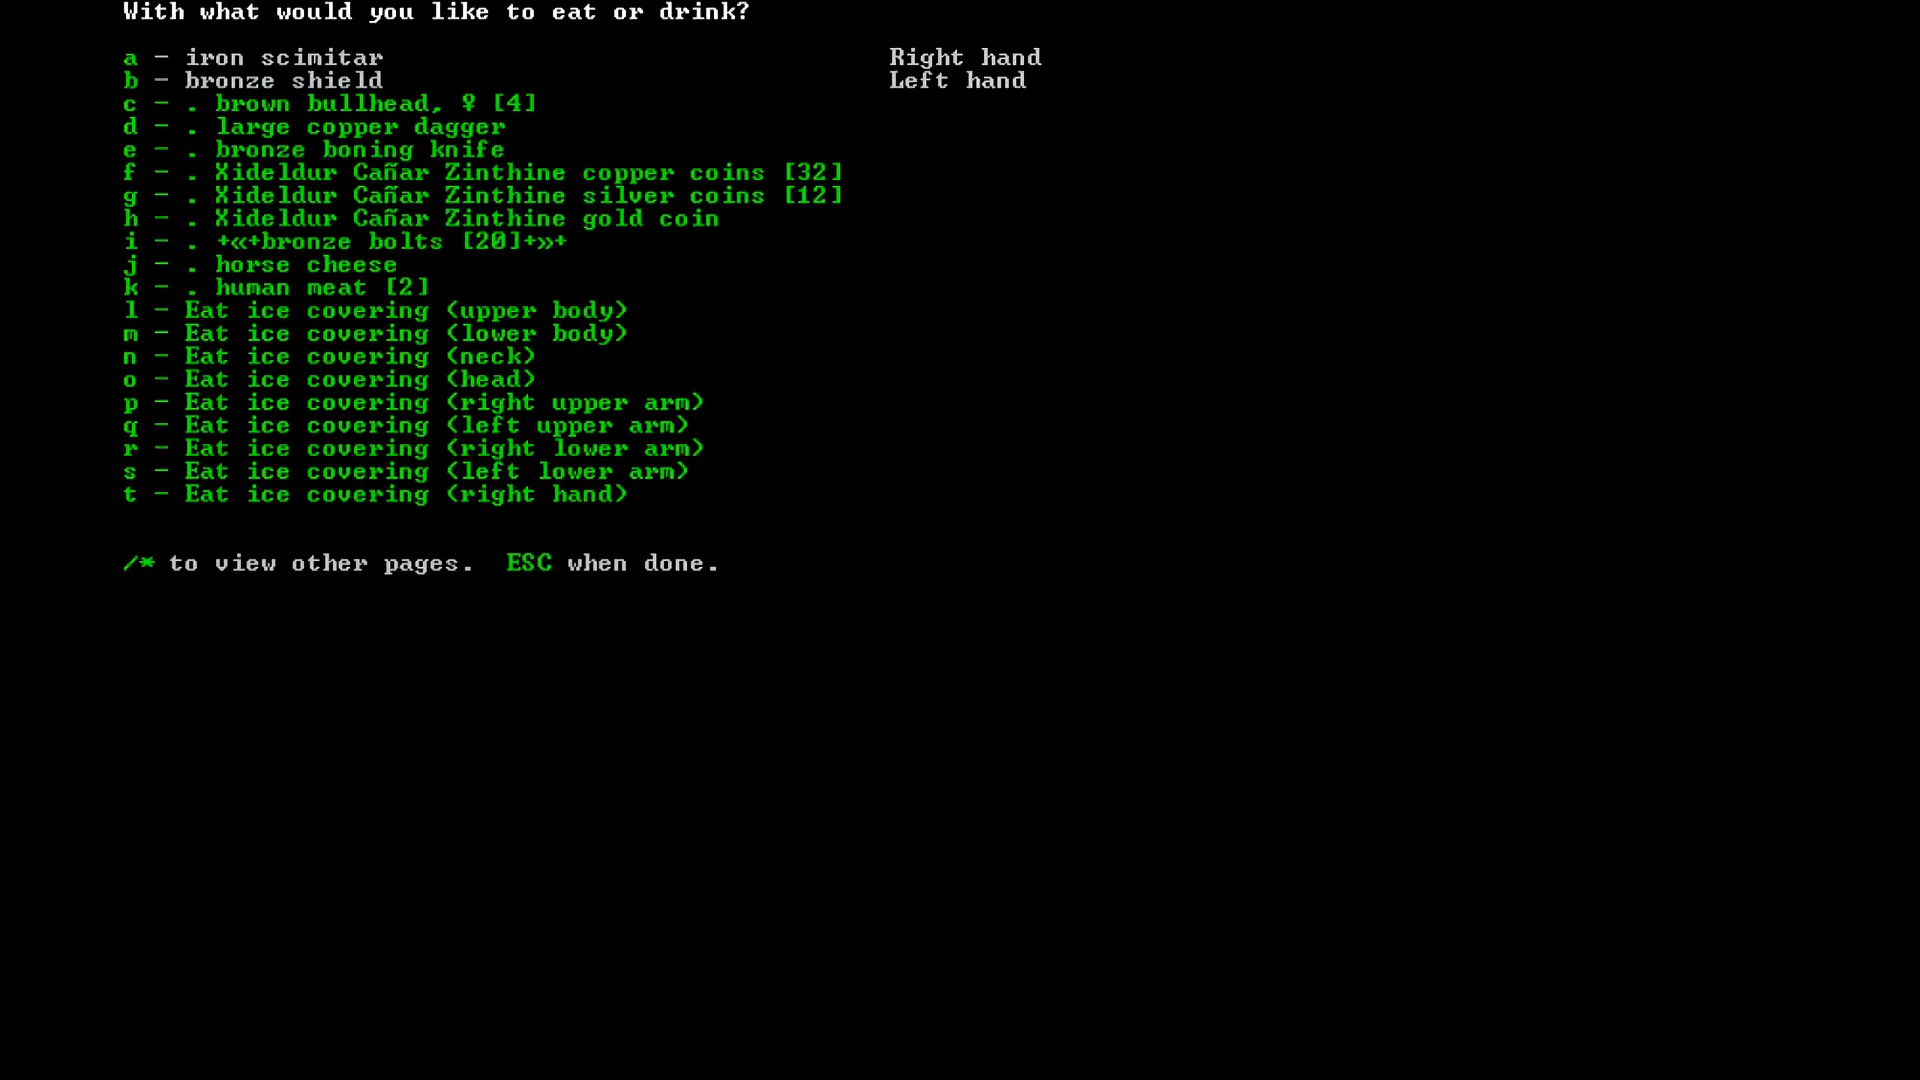 With what would you like to eat or drink?
a - iron scimitar Right hand
b - bronze shield Left hand
c - . brown bullhead, ♀ [4]
d - . large copper dagger
e - . bronze boning knife
f - . Xideldur Cañar Zinthine copper coins [32]
g - . Xideldur Cañar Zinthine silver coins [12]
h - . Xideldur Cañar Zinthine gold coin
i - . +«+bronze bolts [20]+»+
j - . horse cheese
k - . human meat [2]
l - Eat ice covering (upper body)
m - Eat ice covering (lower body)
n - Eat ice covering (neck)
o - Eat ice covering (head)
p - Eat ice covering (right upper arm)
q - Eat ice covering (left upper arm)
r - Eat ice covering (right lower arm)
s - Eat ice covering (left lower arm)
t - Eat ice covering (right hand)
/* to view other pages. ESC when done.